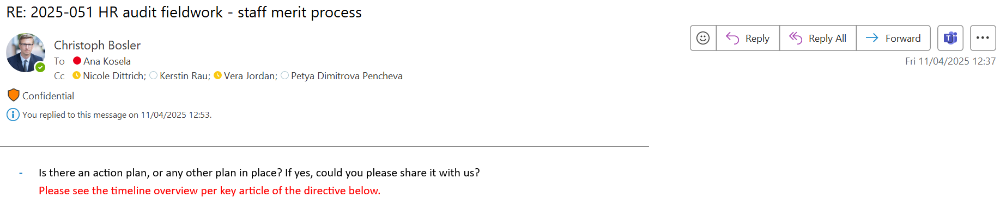 RE: 2025-051 HR audit fieldwork - staff merit process
Christoph Bosler
To Ana Kosela
Cc Nicole Dittrich; Kerstin Rau; Vera Jordan; Petya Dimitrova Pencheva
Reply Reply All Forward
Fri 11/04/2025 12:37
Confidential
You replied to this message on 11/04/2025 12:53.
- Is there an action plan, or any other plan in place? If yes, could you please share it with us?
Please see the timeline overview per key article of the directive below.